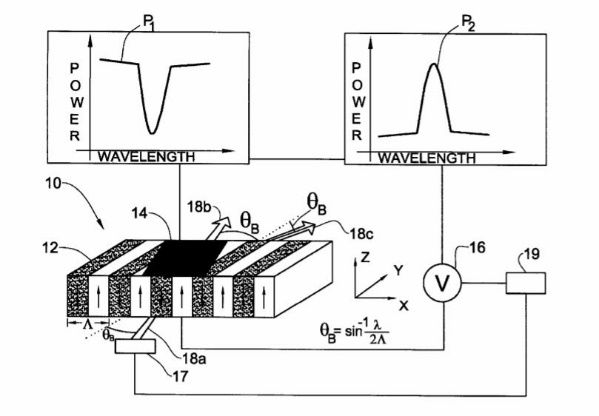 P1
POWER
WAVELENGTH
P2
POWER
WAVELENGTH
10
14
18b
θB
θB
18c
12
16
19
Z
Y
X
V
Λ
θB
18a
17
θB = sin-1 λ/2Λ